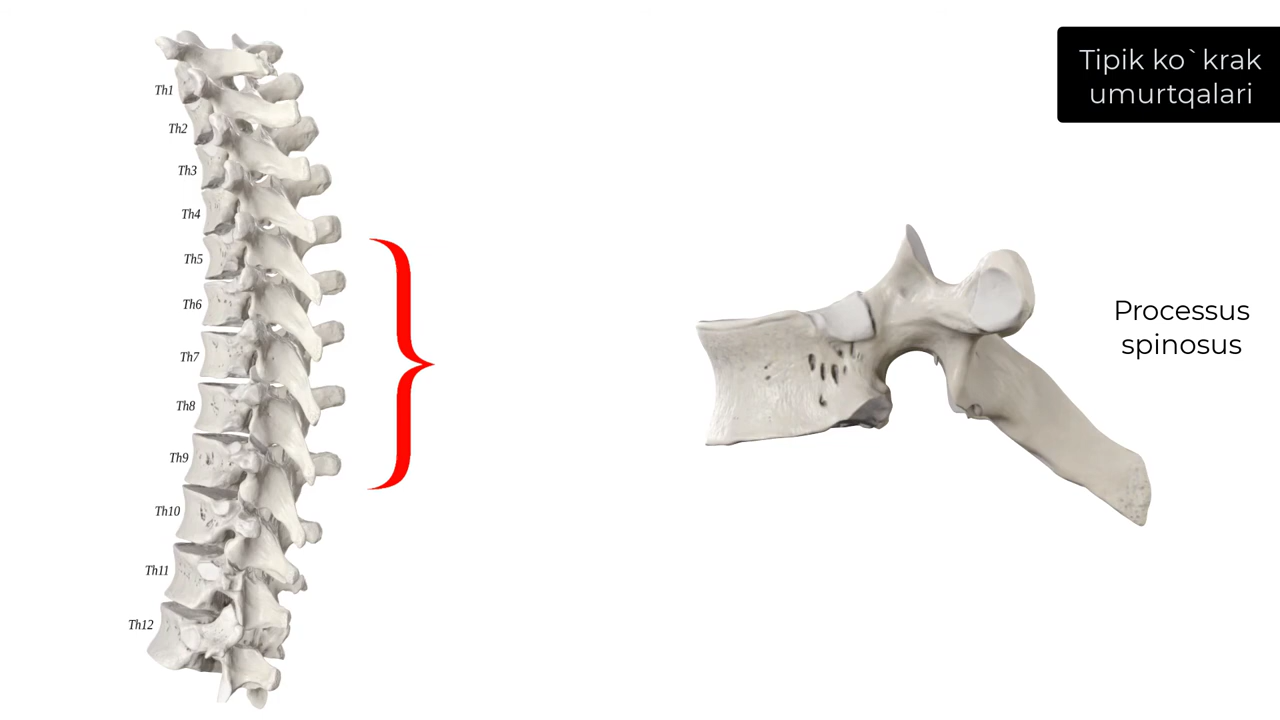 Tipik ko`krak
umurtqalari
Th1
Th2
Th3
Th4
Th5
Th6
Th7
Th8
Th9
Th10
Th11
Th12
Processus
spinosus